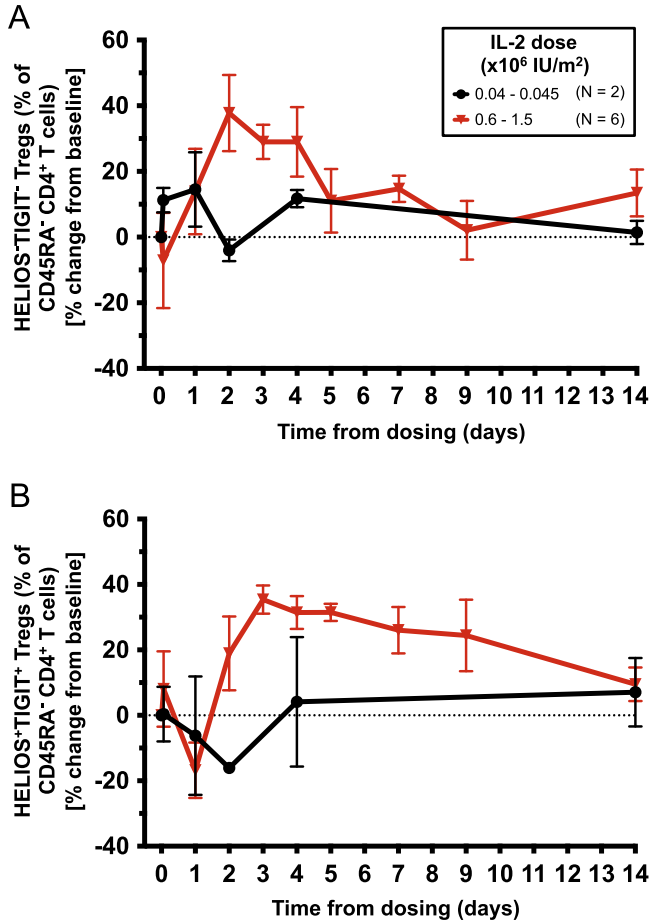 A
HELIOS⁻TIGIT⁻ Tregs (% of
CD45RA⁻ CD4⁺ T cells)
[% change from baseline]
60
40
20
0
-20
-40
IL-2 dose
(x10⁶ IU/m²)
0.04 - 0.045 (N = 2)
0.6 - 1.5 (N = 6)
0 1 2 3 4 5 6 7 8 9 10 11 12 13 14
Time from dosing (days)
B
HELIOS⁺TIGIT⁺ Tregs (% of
CD45RA⁻ CD4⁺ T cells)
[% change from baseline]
60
40
20
0
-20
-40
0 1 2 3 4 5 6 7 8 9 10 11 12 13 14
Time from dosing (days)